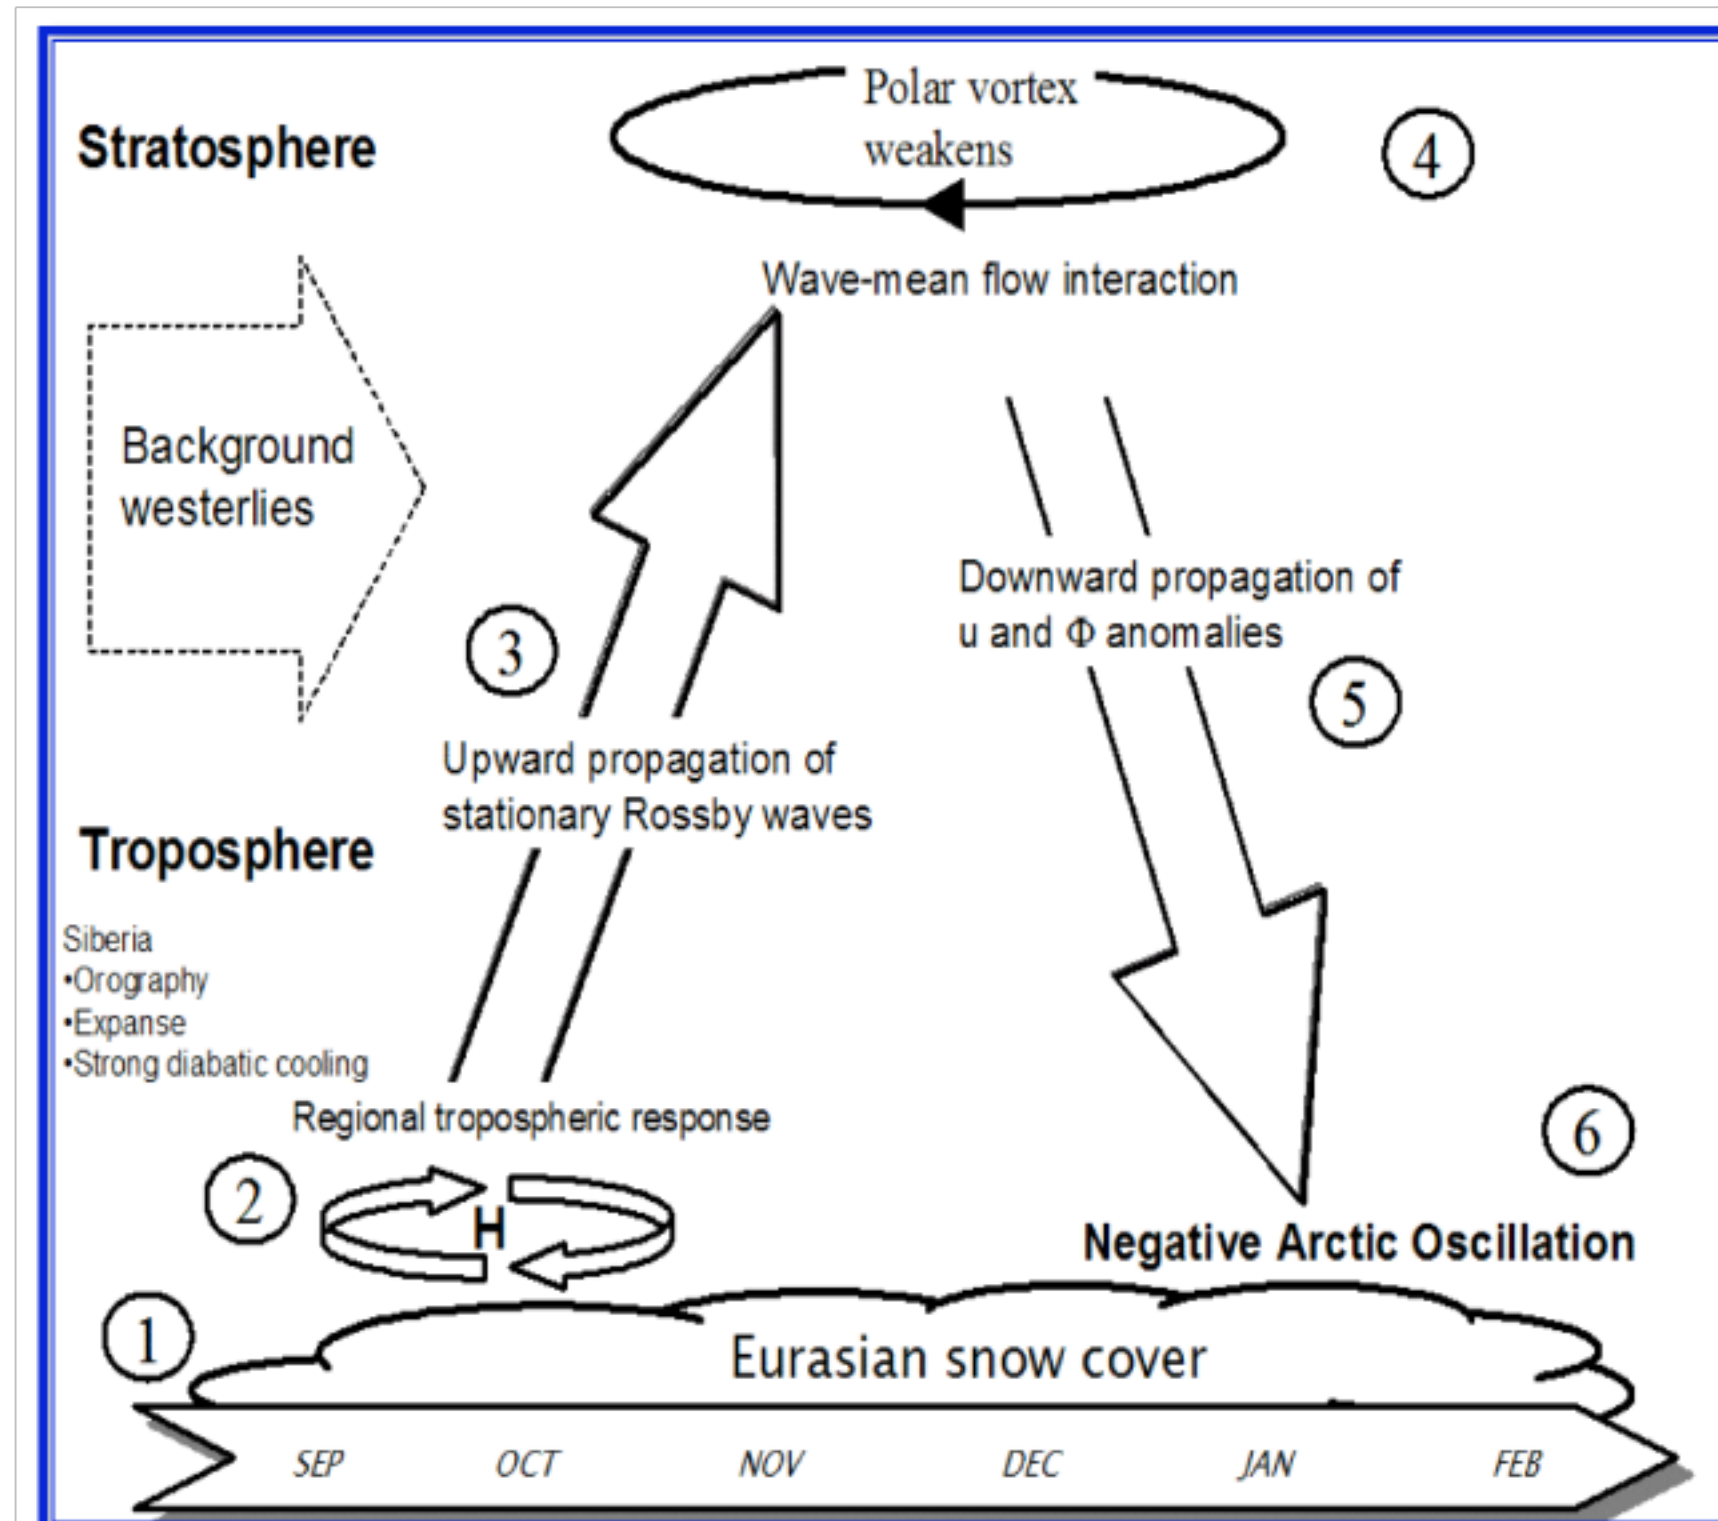 Polar vortex
weakens
4
Stratosphere
Wave-mean flow interaction
Background
westerlies
Downward propagation of
u and Φ anomalies
3
5
Upward propagation of
stationary Rossby waves
Troposphere
Siberia
•Orography
•Expanse
•Strong diabatic cooling
Regional tropospheric response
6
2
H
Negative Arctic Oscillation
1
Eurasian snow cover
SEP OCT NOV DEC JAN FEB